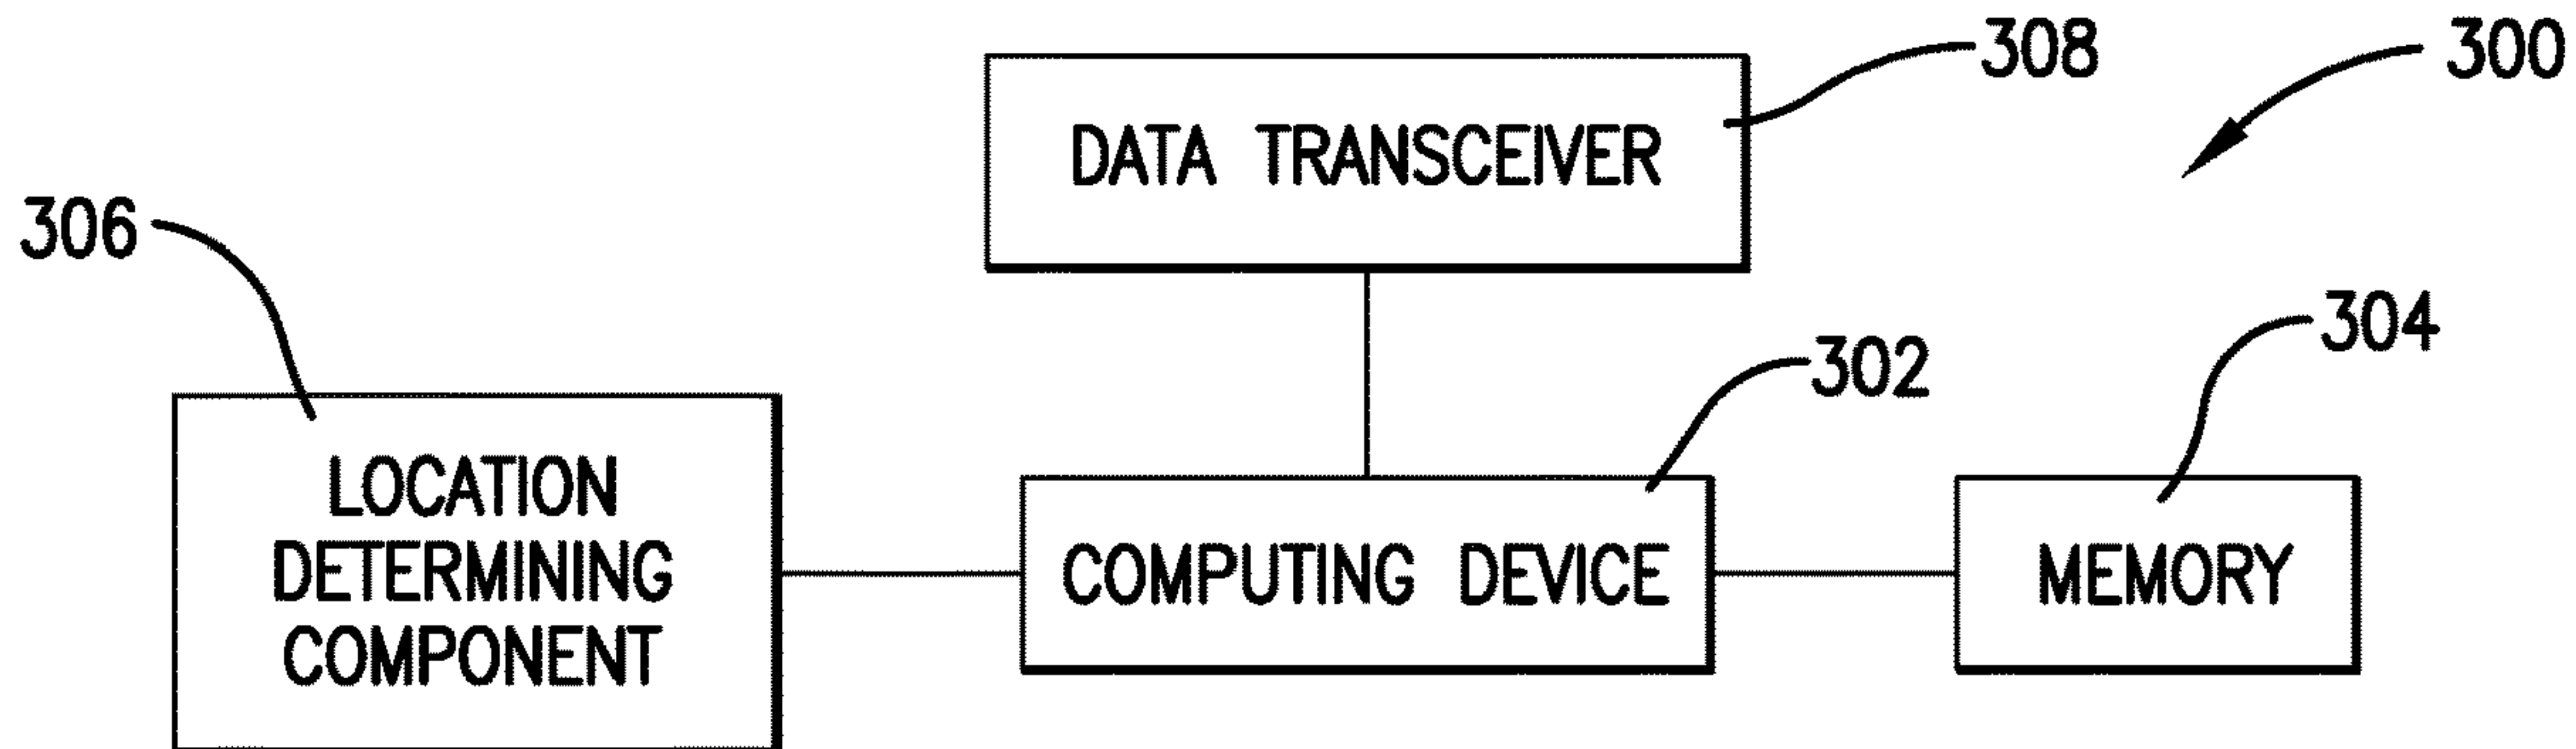 308
300
DATA TRANSCEIVER
306
304
302
LOCATION
DETERMINING
COMPONENT
COMPUTING DEVICE
MEMORY